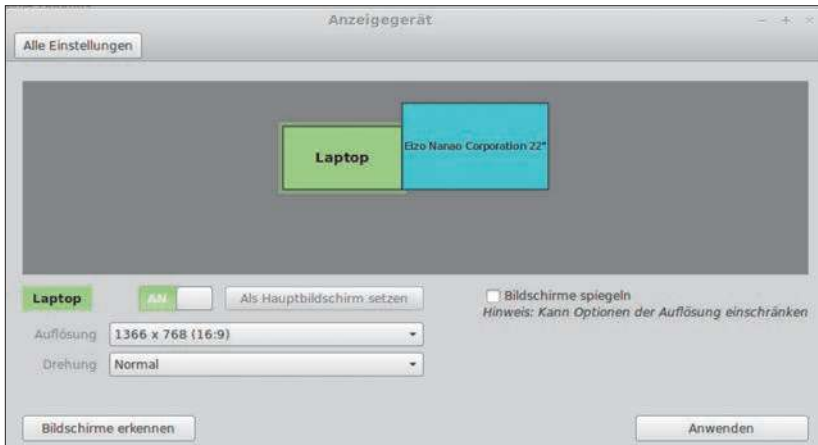 Anzeigegerät
Alle Einstellungen
Laptop
Eizo Nanao Corporation 22"
Laptop
AN
Als Hauptbildschirm setzen
Bildschirme spiegeln
Hinweis: Kann Optionen der Auflösung einschränken
Auflösung
1366 x 768 (16:9)
Drehung
Normal
Bildschirme erkennen
Anwenden